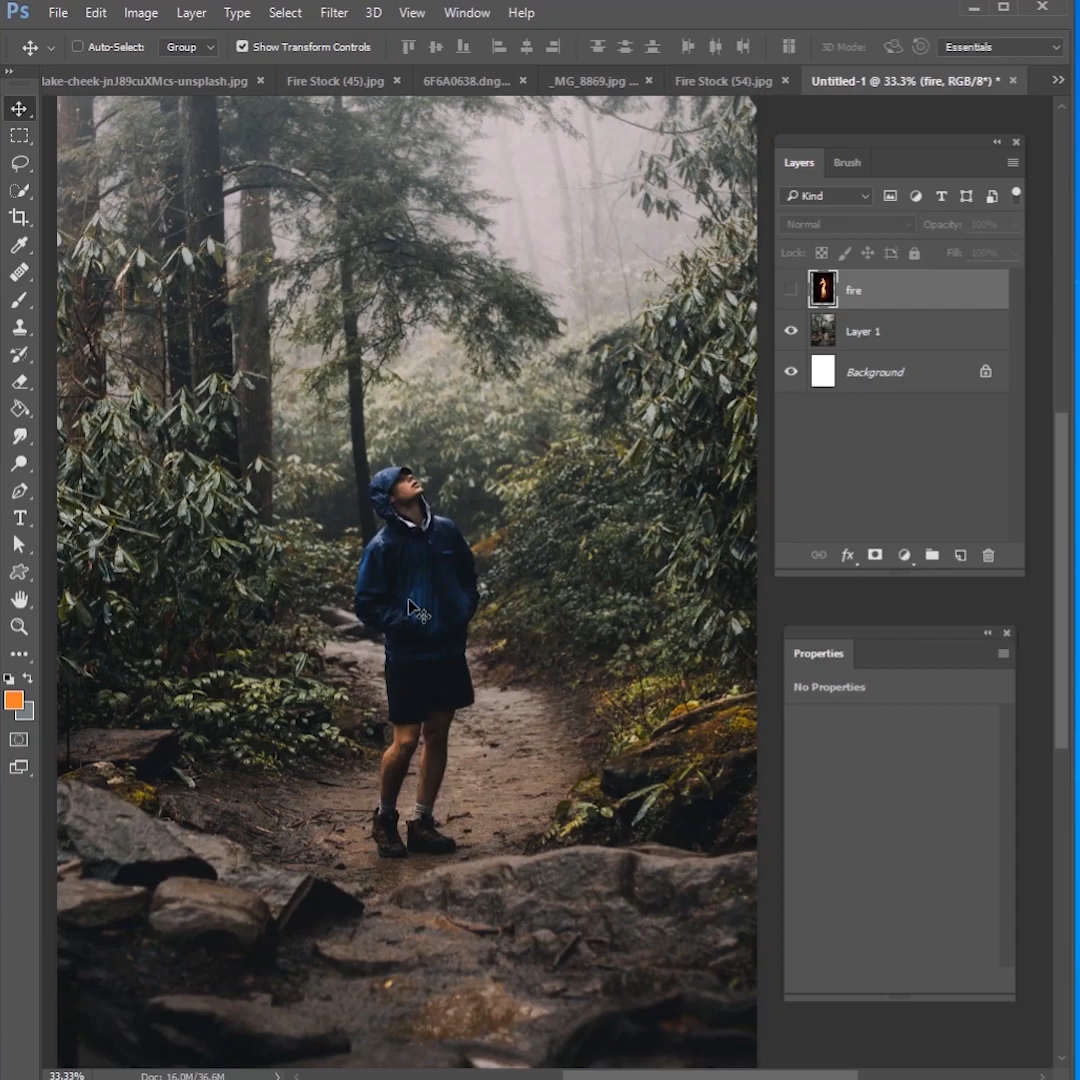 Ps File Edit Image Layer Type Select Filter 3D View Window Help
Auto-Select: Group Show Transform Controls 3D Mode: Essentials
lake-cheek-jnJ89cuXMcs-unsplash.jpg × Fire Stock (45).jpg × 6F6A0638.dng... × _MG_8869.jpg ... × Fire Stock (54).jpg × Untitled-1 @ 33.3% (fire, RGB/8*) * ×
Layers Brush
Kind
Normal Opacity: 100%
Lock: Fill: 100%
fire
Layer 1
Background
Properties
No Properties
33.33% Doc: 16.0M/36.6M